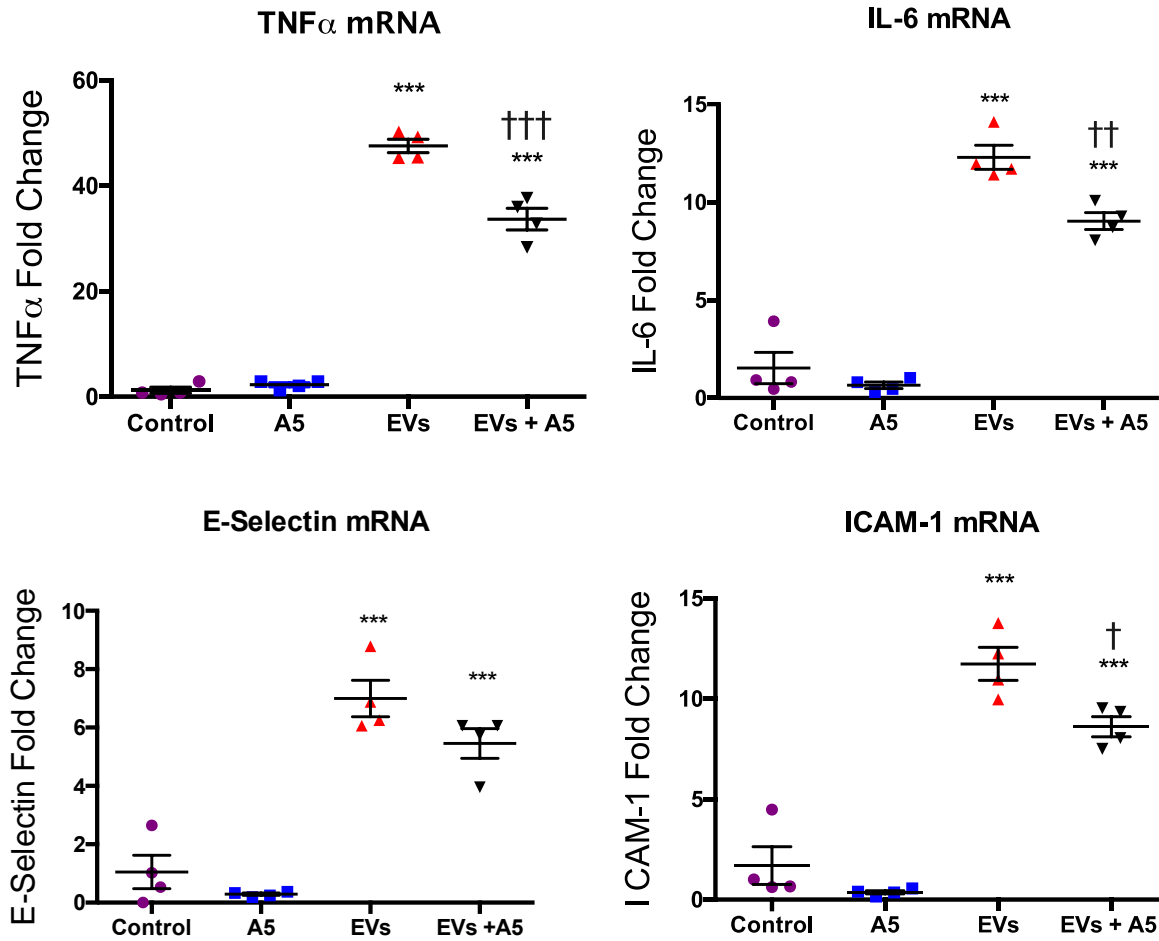 TNFα mRNA
TNFα Fold Change
60
40
20
0
***
†††
***
Control A5 EVs EVs + A5
IL-6 mRNA
IL-6 Fold Change
15
10
5
0
***
††
***
Control A5 EVs EVs + A5
E-Selectin mRNA
E-Selectin Fold Change
10
8
6
4
2
0
***
***
Control A5 EVs EVs +A5
ICAM-1 mRNA
I CAM-1 Fold Change
15
10
5
0
***
†
***
Control A5 EVs EVs + A5